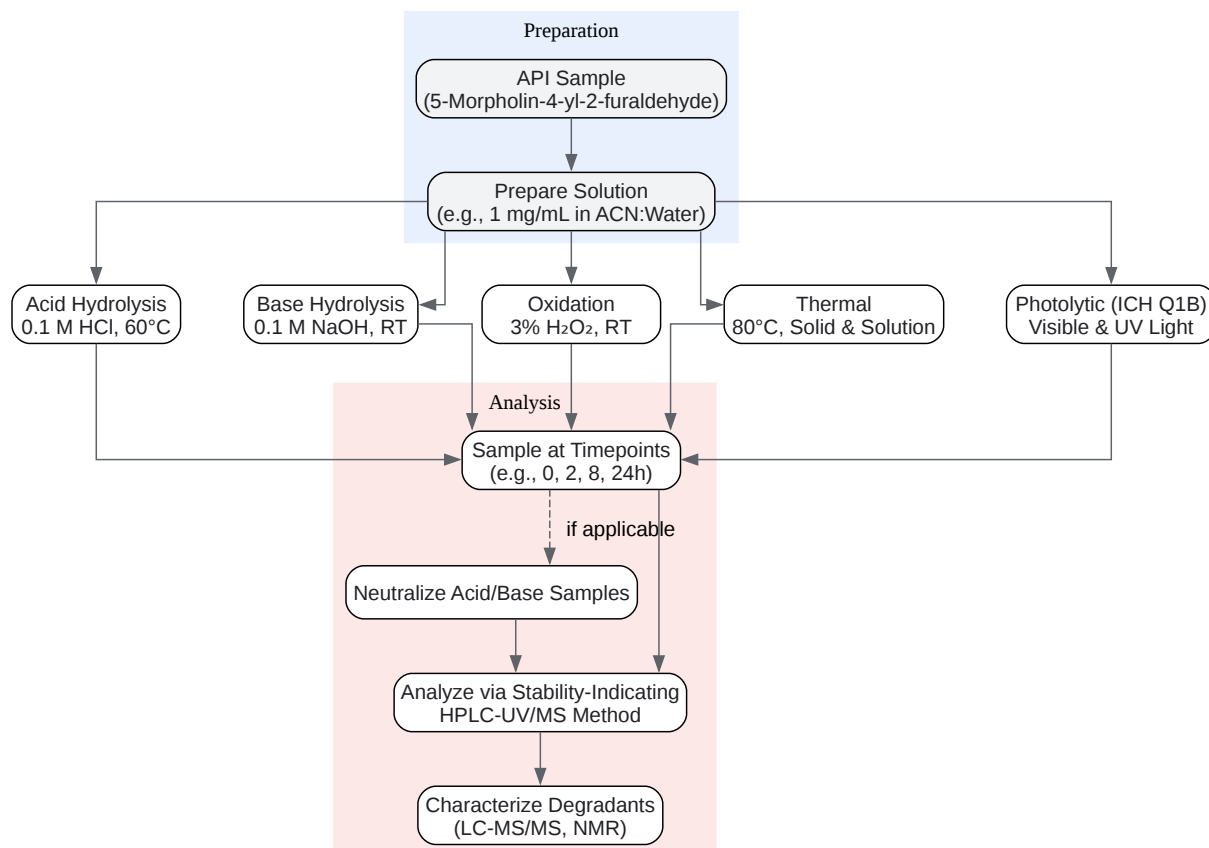 Preparation
API Sample
(5-Morpholin-4-yl-2-furaldehyde)
Prepare Solution
(e.g., 1 mg/mL in ACN:Water)
Acid Hydrolysis
0.1 M HCl, 60°C
Base Hydrolysis
0.1 M NaOH, RT
Oxidation
3% H₂O₂, RT
Thermal
80°C, Solid & Solution
Photolytic (ICH Q1B)
Visible & UV Light
Analysis
Sample at Timepoints
(e.g., 0, 2, 8, 24h)
if applicable
Neutralize Acid/Base Samples
Analyze via Stability-Indicating
HPLC-UV/MS Method
Characterize Degradants
(LC-MS/MS, NMR)